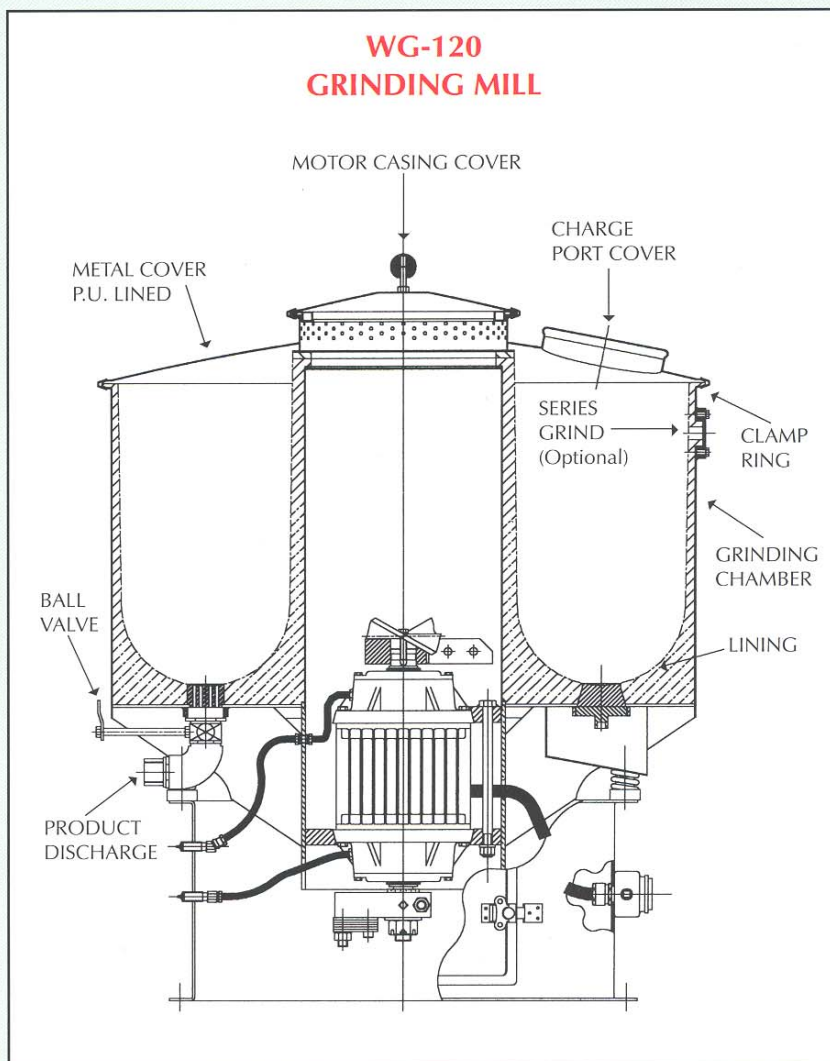 WG-120
GRINDING MILL
MOTOR CASING COVER
CHARGE
PORT COVER
METAL COVER
P.U. LINED
SERIES
GRIND
(Optional)
CLAMP
RING
GRINDING
CHAMBER
BALL
VALVE
LINING
PRODUCT
DISCHARGE